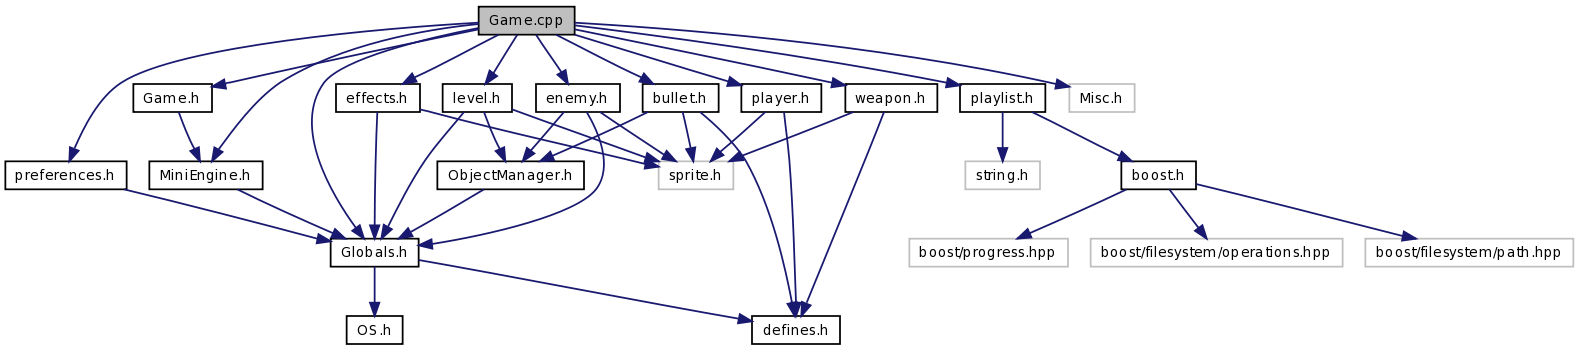 Game.cpp
Game.h
effects.h
level.h
enemy.h
bullet.h
player.h
weapon.h
playlist.h
Misc.h
preferences.h
MiniEngine.h
ObjectManager.h
sprite.h
string.h
boost.h
Globals.h
boost/progress.hpp
boost/filesystem/operations.hpp
boost/filesystem/path.hpp
OS.h
defines.h